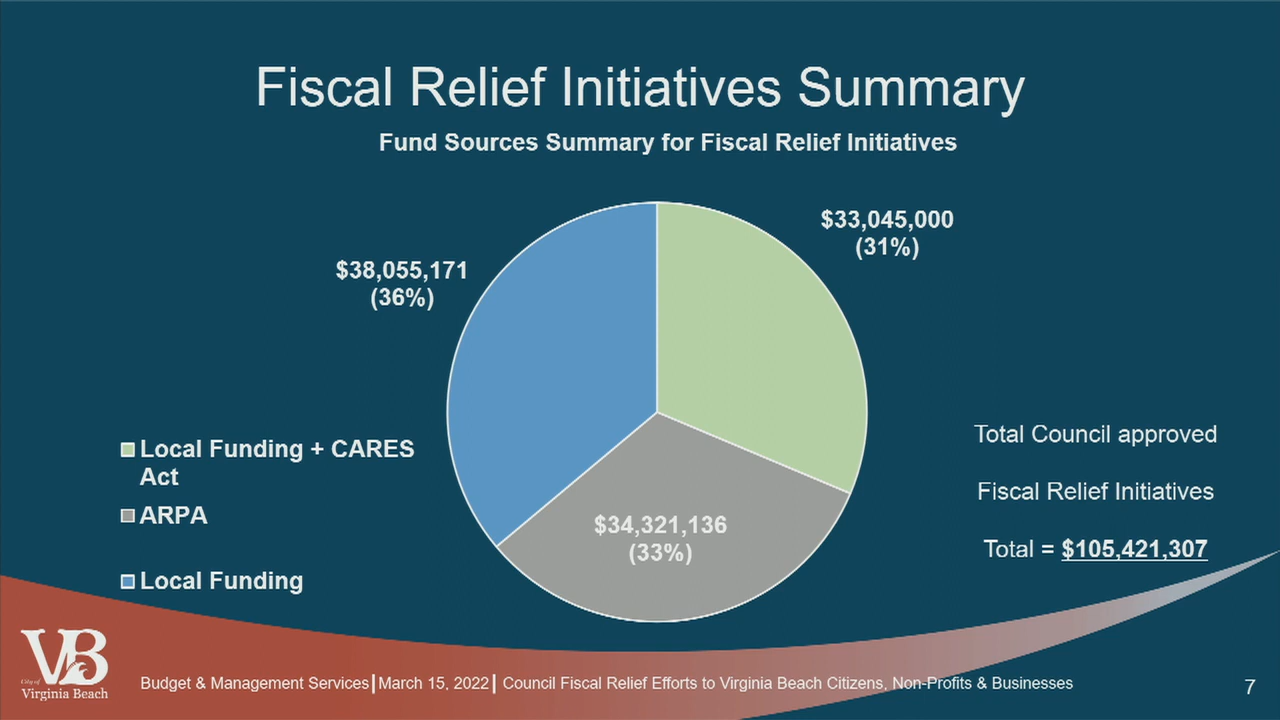 Fiscal Relief Initiatives Summary
Fund Sources Summary for Fiscal Relief Initiatives
$33,045,000
(31%)
$38,055,171
(36%)
Local Funding + CARES
Act
ARPA
Local Funding
$34,321,136
(33%)
Total Council approved
Fiscal Relief Initiatives
Total = $105,421,307
VB
City of
Virginia Beach
Budget & Management Services | March 15, 2022 | Council Fiscal Relief Efforts to Virginia Beach Citizens, Non-Profits & Businesses
7